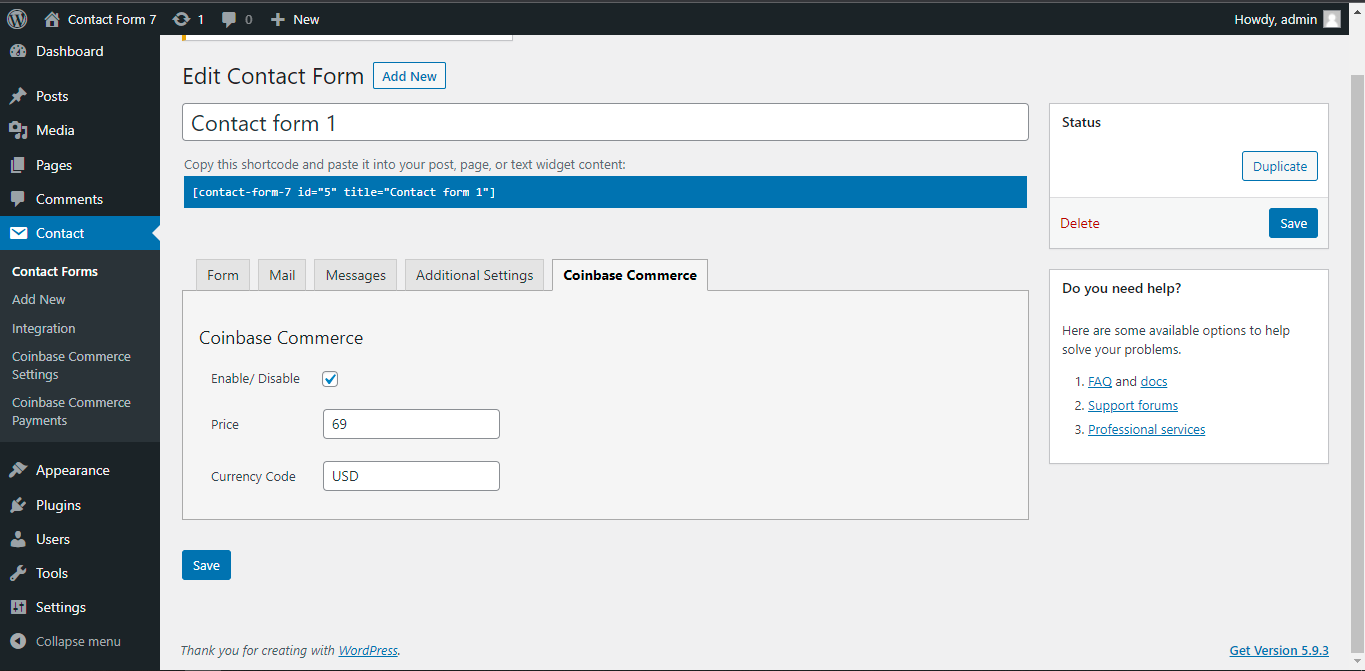 Contact Form 7 1 0 New Howdy, admin
Dashboard
Posts
Media
Pages
Comments
Contact
Contact Forms
Add New
Integration
Coinbase Commerce
Settings
Coinbase Commerce
Payments
Appearance
Plugins
Users
Tools
Settings
Collapse menu
Edit Contact Form Add New
Contact form 1
Copy this shortcode and paste it into your post, page, or text widget content:
[contact-form-7 id="5" title="Contact form 1"]
Form Mail Messages Additional Settings Coinbase Commerce
Coinbase Commerce
Enable/ Disable
Price 69
Currency Code USD
Save
Status
Duplicate
Delete Save
Do you need help?
Here are some available options to help
solve your problems.
1. FAQ and docs
2. Support forums
3. Professional services
Thank you for creating with WordPress. Get Version 5.9.3